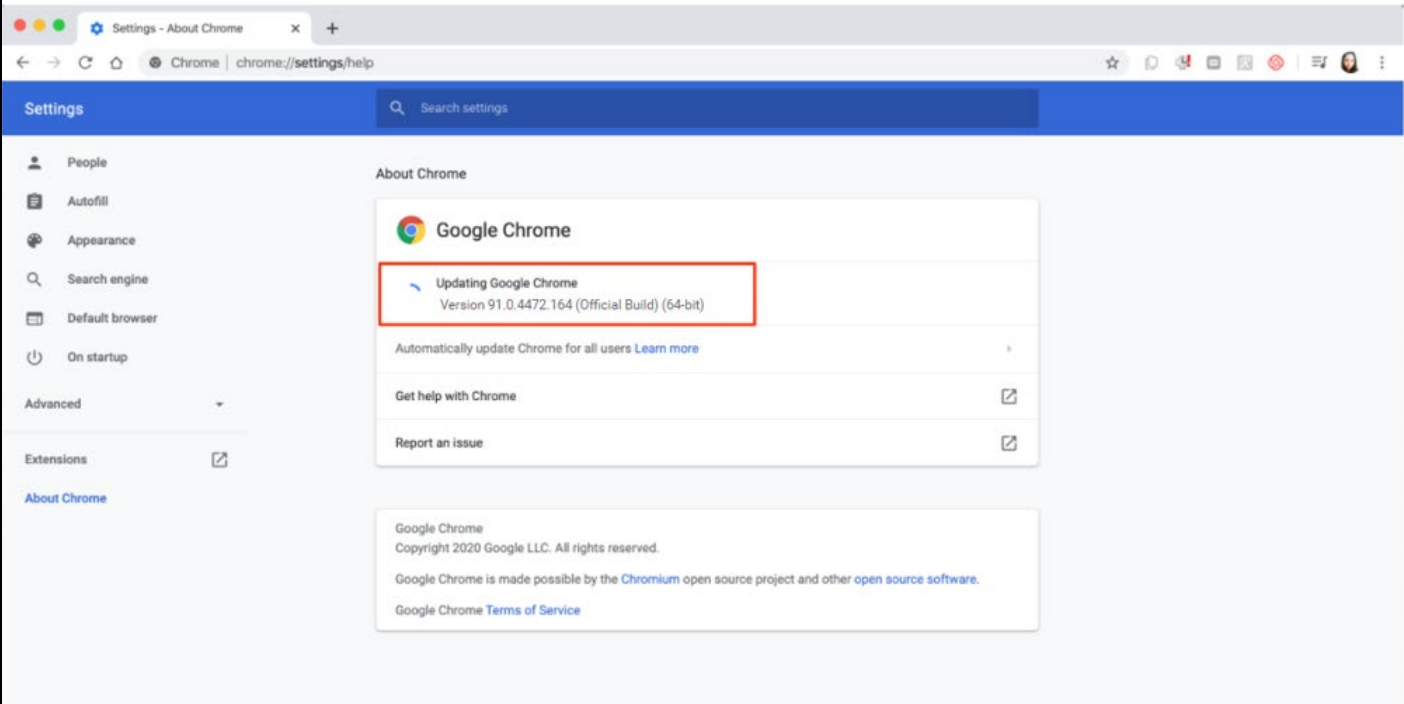 Settings - About Chrome
Chrome | chrome://settings/help
Settings
Search settings
People
Autofill
Appearance
Search engine
Default browser
On startup
Advanced
Extensions
About Chrome
About Chrome
Google Chrome
Updating Google Chrome
Version 91.0.4472.164 (Official Build) (64-bit)
Automatically update Chrome for all users Learn more
Get help with Chrome
Report an issue
Google Chrome
Copyright 2020 Google LLC. All rights reserved.
Google Chrome is made possible by the Chromium open source project and other open source software.
Google Chrome Terms of Service